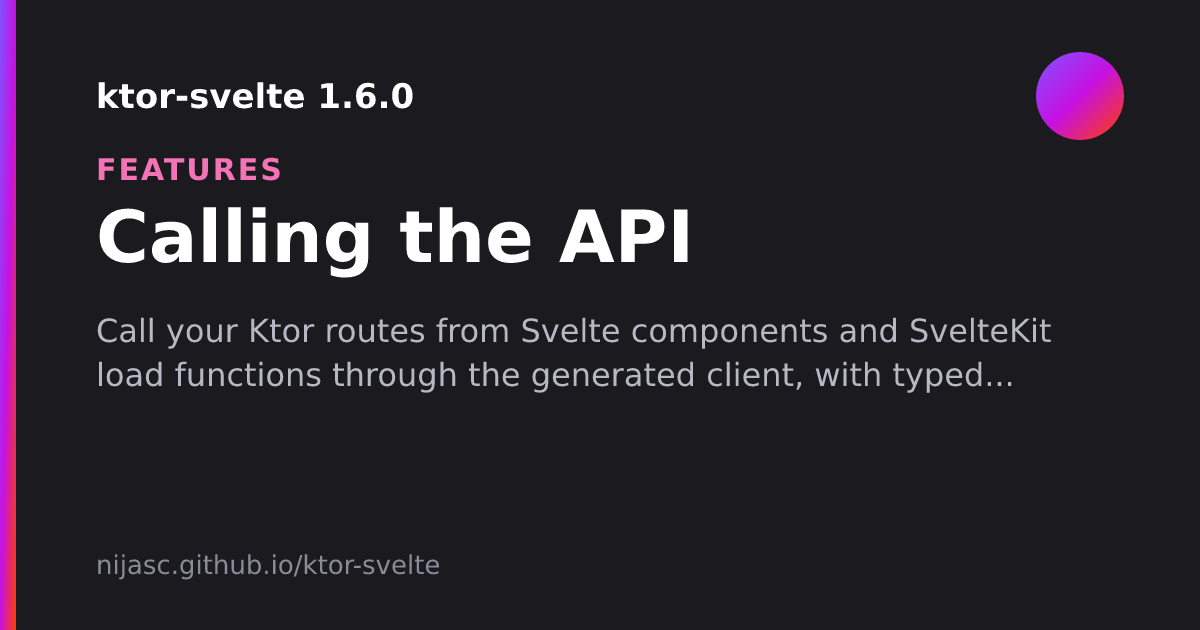 ktor-svelte 1.6.0
FEATURES
Calling the API
Call your Ktor routes from Svelte components and SvelteKit
load functions through the generated client, with typed…
nijasc.github.io/ktor-svelte